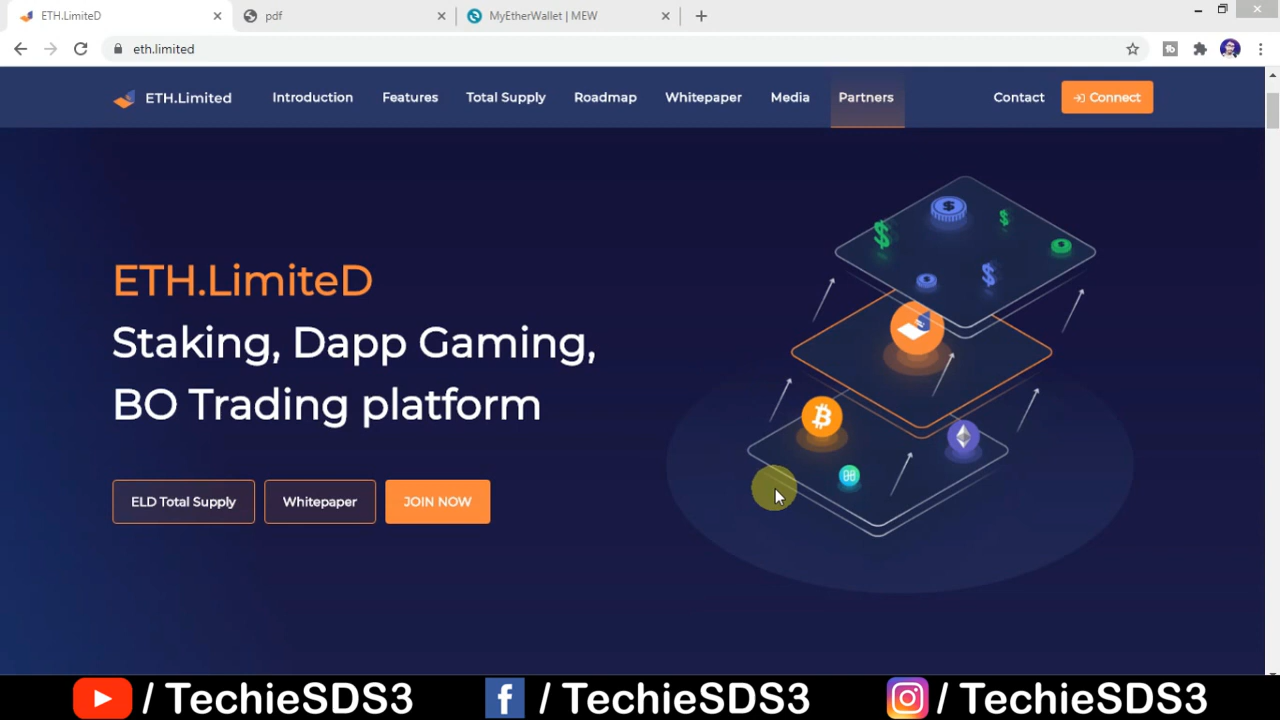 ETH.LimiteD
pdf
MyEtherWallet | MEW
eth.limited
ETH.Limited
Introduction
Features
Total Supply
Roadmap
Whitepaper
Media
Partners
Contact
Connect
ETH.LimiteD
Staking, Dapp Gaming,
BO Trading platform
ELD Total Supply
Whitepaper
JOIN NOW
/ TechieSDS3
/ TechieSDS3
/ TechieSDS3